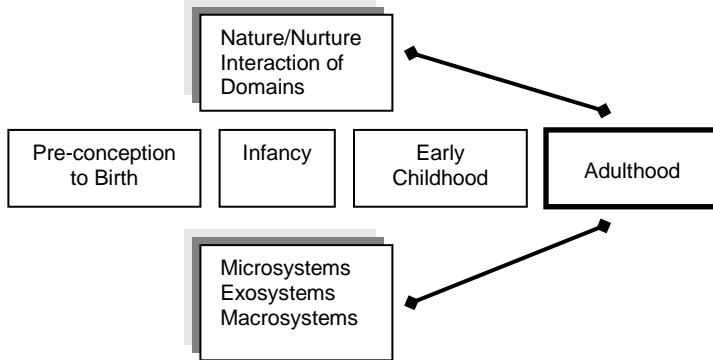 Nature/Nurture
Interaction of
Domains
Pre-conception
to Birth
Infancy
Early
Childhood
Adulthood
Microsystems
Exosystems
Macrosystems